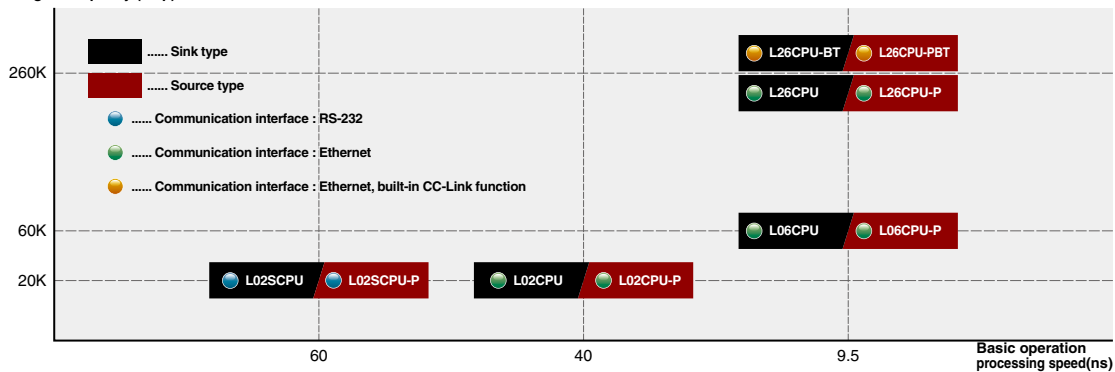 ...... Sink type
...... Source type
...... Communication interface : RS-232
...... Communication interface : Ethernet
...... Communication interface : Ethernet, built-in CC-Link function
260K
L26CPU-BT L26CPU-PBT
L26CPU L26CPU-P
60K
L06CPU L06CPU-P
20K
L02SCPU L02SCPU-P L02CPU L02CPU-P
60 40 9.5
Basic operation
processing speed(ns)